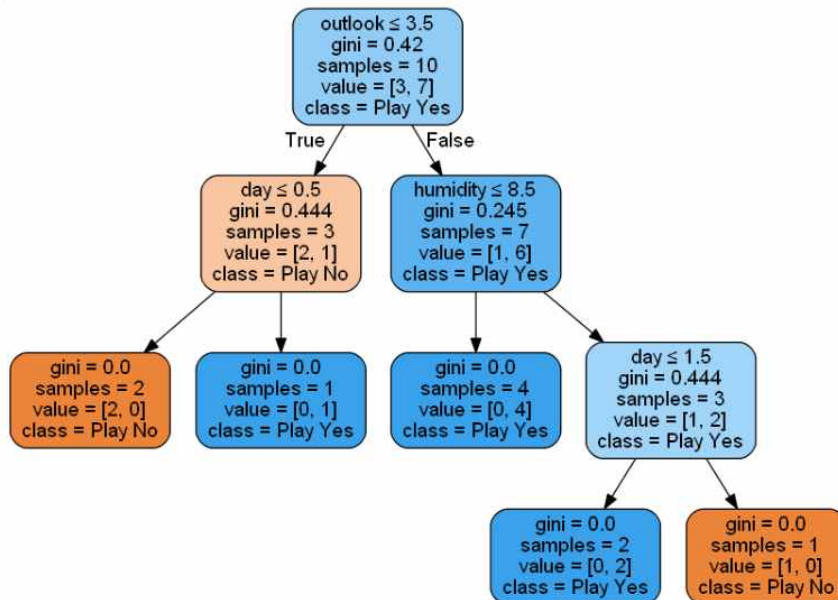 outlook ≤ 3.5
gini = 0.42
samples = 10
value = [3, 7]
class = Play Yes
True
False
day ≤ 0.5
gini = 0.444
samples = 3
value = [2, 1]
class = Play No
humidity ≤ 8.5
gini = 0.245
samples = 7
value = [1, 6]
class = Play Yes
gini = 0.0
samples = 2
value = [2, 0]
class = Play No
gini = 0.0
samples = 1
value = [0, 1]
class = Play Yes
gini = 0.0
samples = 4
value = [0, 4]
class = Play Yes
day ≤ 1.5
gini = 0.444
samples = 3
value = [1, 2]
class = Play Yes
gini = 0.0
samples = 2
value = [0, 2]
class = Play Yes
gini = 0.0
samples = 1
value = [1, 0]
class = Play No